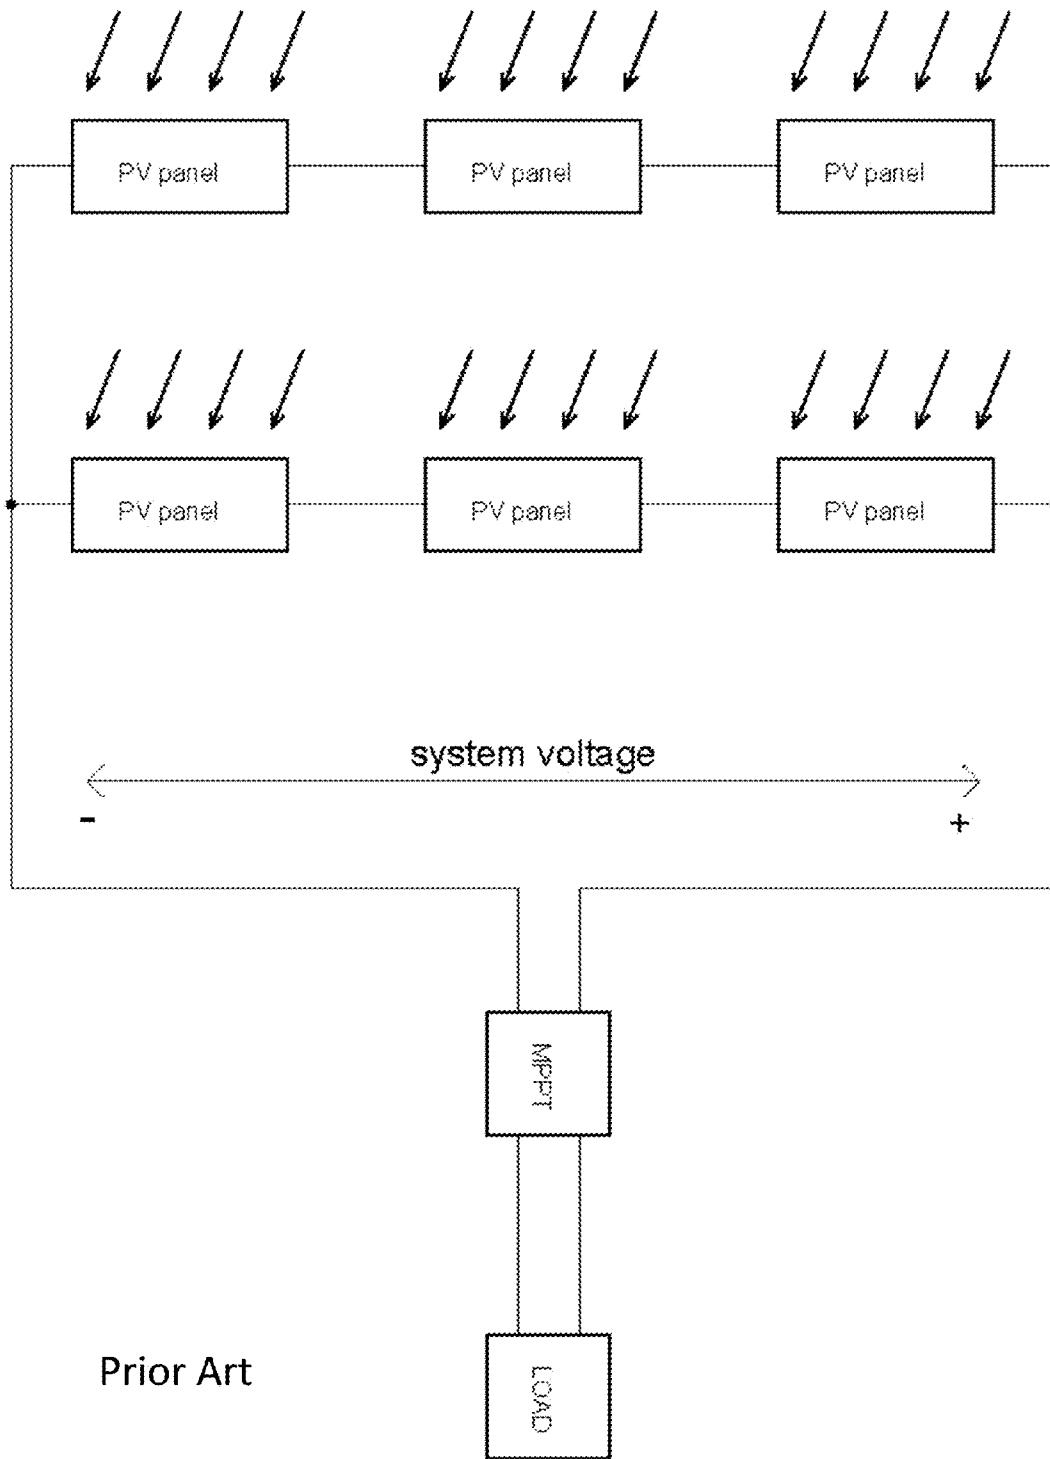 PV panel PV panel PV panel
PV panel PV panel PV panel
system voltage
- +
MPPT
LOAD
Prior Art